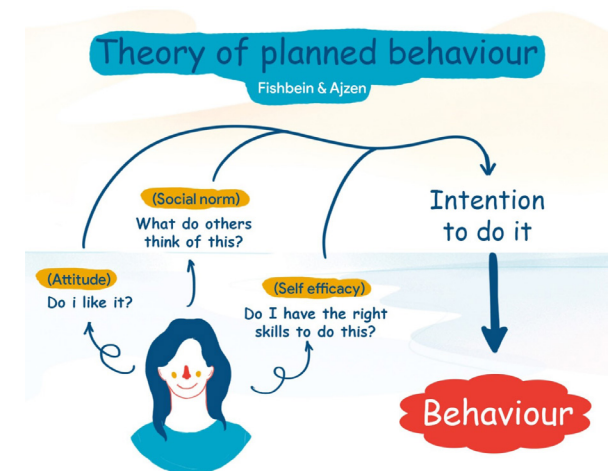 Theory of planned behaviour
Fishbein & Ajzen
(Social norm)
What do others
think of this?
(Attitude)
Do i like it?
(Self efficacy)
Do I have the right
skills to do this?
Intention
to do it
Behaviour